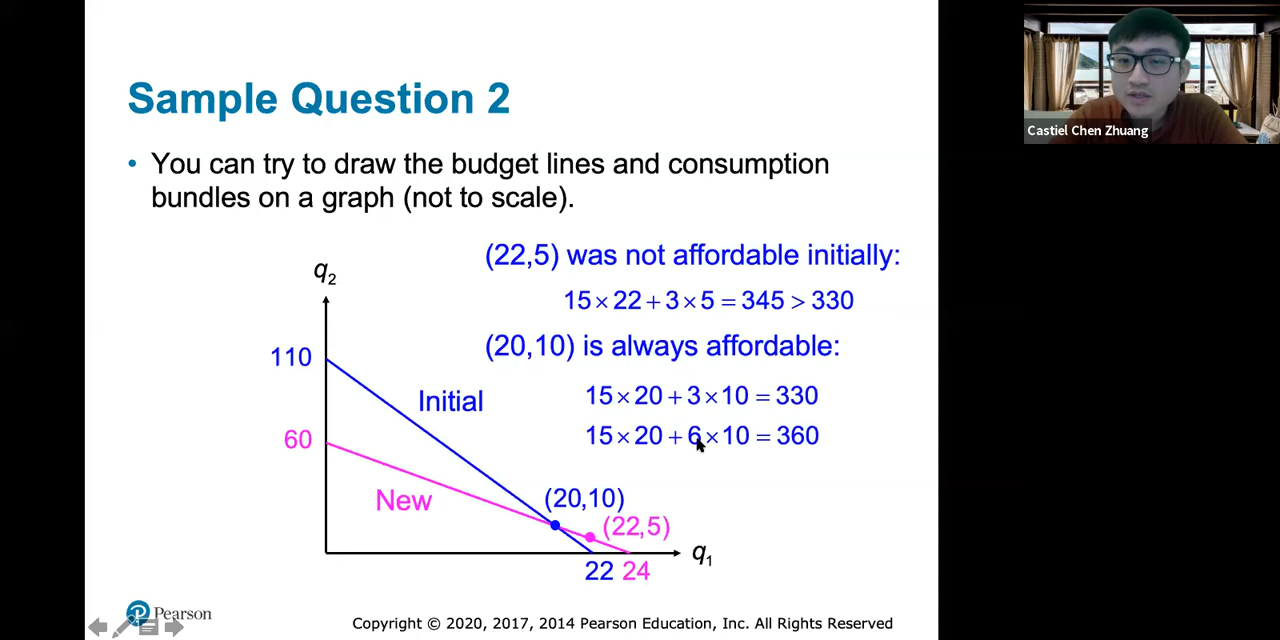 Sample Question 2
• You can try to draw the budget lines and consumption
bundles on a graph (not to scale).
(22,5) was not affordable initially:
15×22+3×5=345>330
(20,10) is always affordable:
15×20+3×10=330
15×20+6×10=360
q2
110
Initial
60
New
(20,10)
(22,5)
q1
22 24
Pearson
Copyright © 2020, 2017, 2014 Pearson Education, Inc. All Rights Reserved
Castiel Chen Zhuang